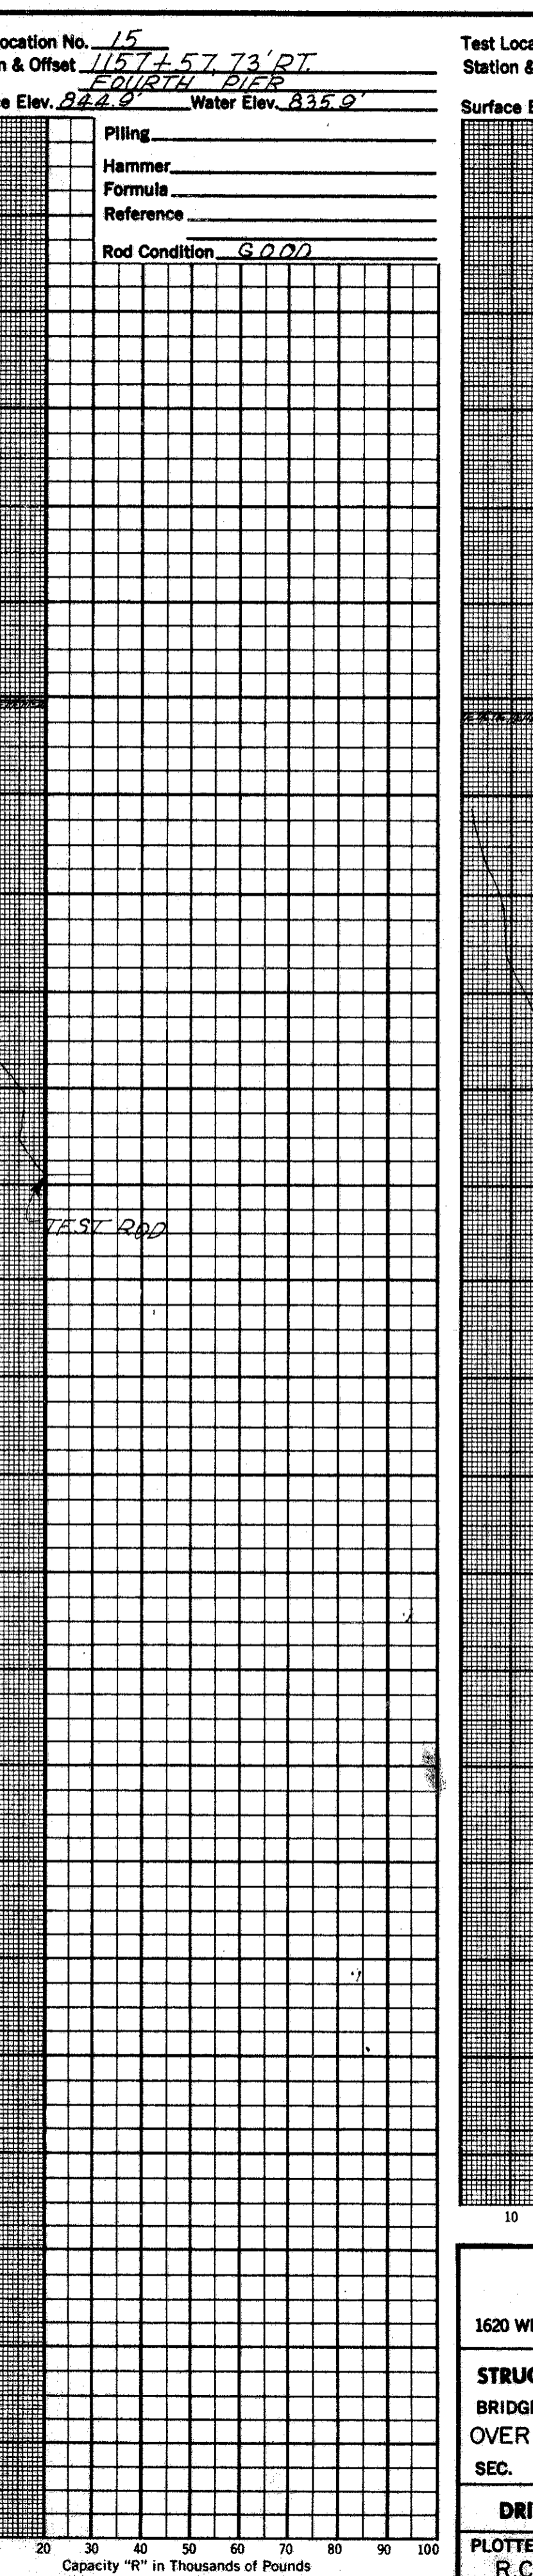 ocation No. 15
n & Offset 1157+57, 73' RT.
FOURTH PIER
e Elev. 844.9' Water Elev. 835.9'
Piling
Hammer
Formula
Reference
Rod Condition GOOD
TEST ROD
20 30 40 50 60 70 80 90 100
Capacity "R" in Thousands of Pounds
Test Loca
Station &
Surface E
10
1620 W
STRUC
BRIDG
OVER
SEC.
DRI
PLOTTE
R.C